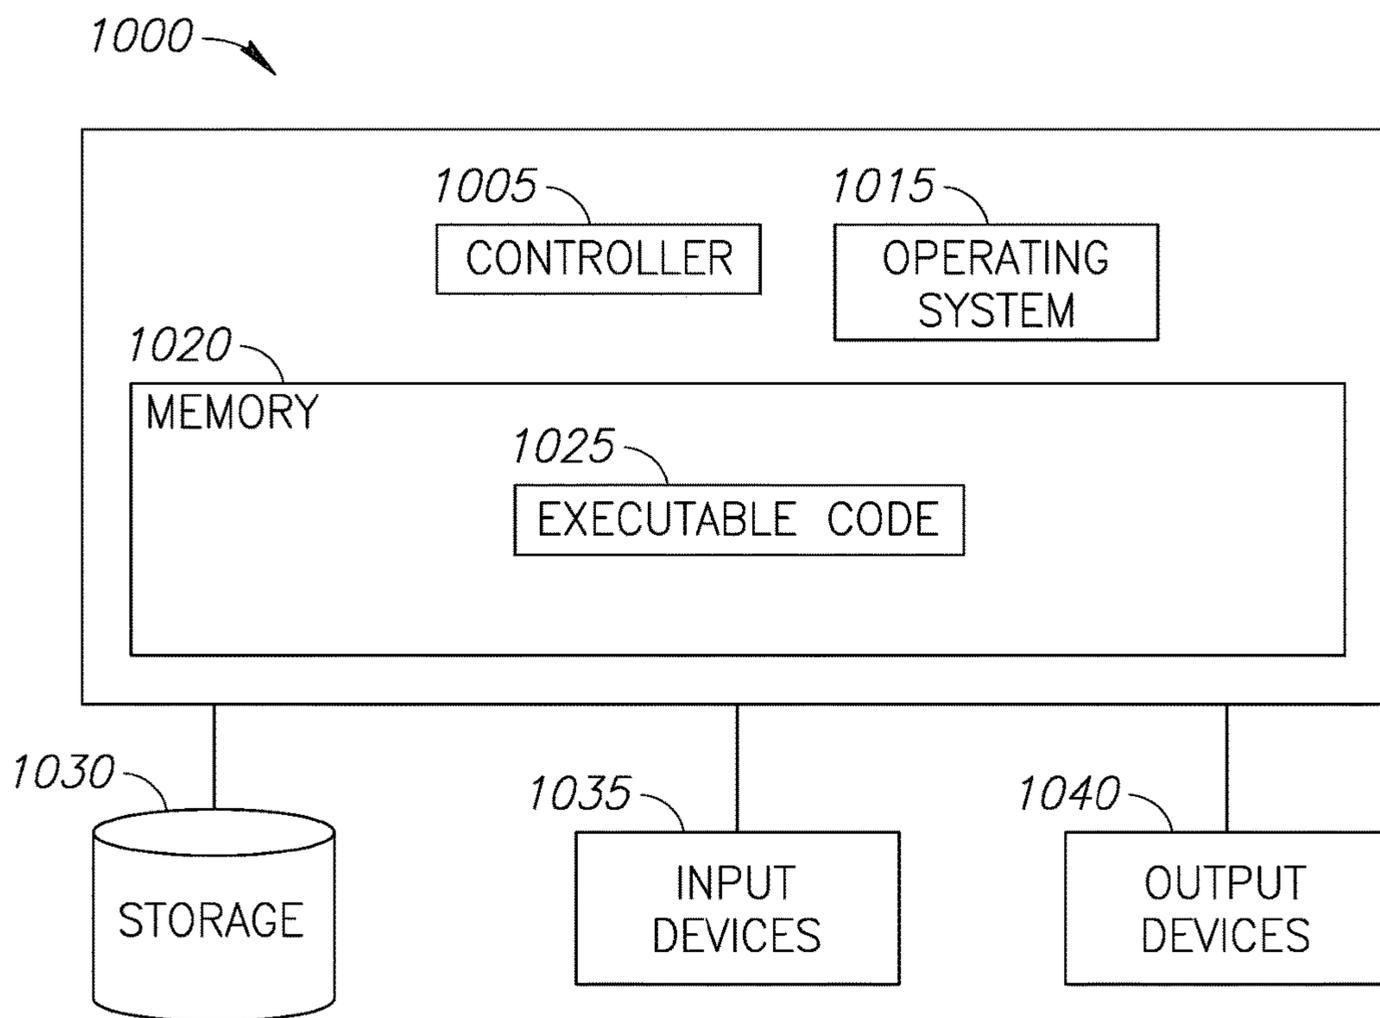 1000
1005
1015
CONTROLLER
OPERATING
SYSTEM
1020
MEMORY
1025
EXECUTABLE CODE
1030
STORAGE
1035
INPUT
DEVICES
1040
OUTPUT
DEVICES